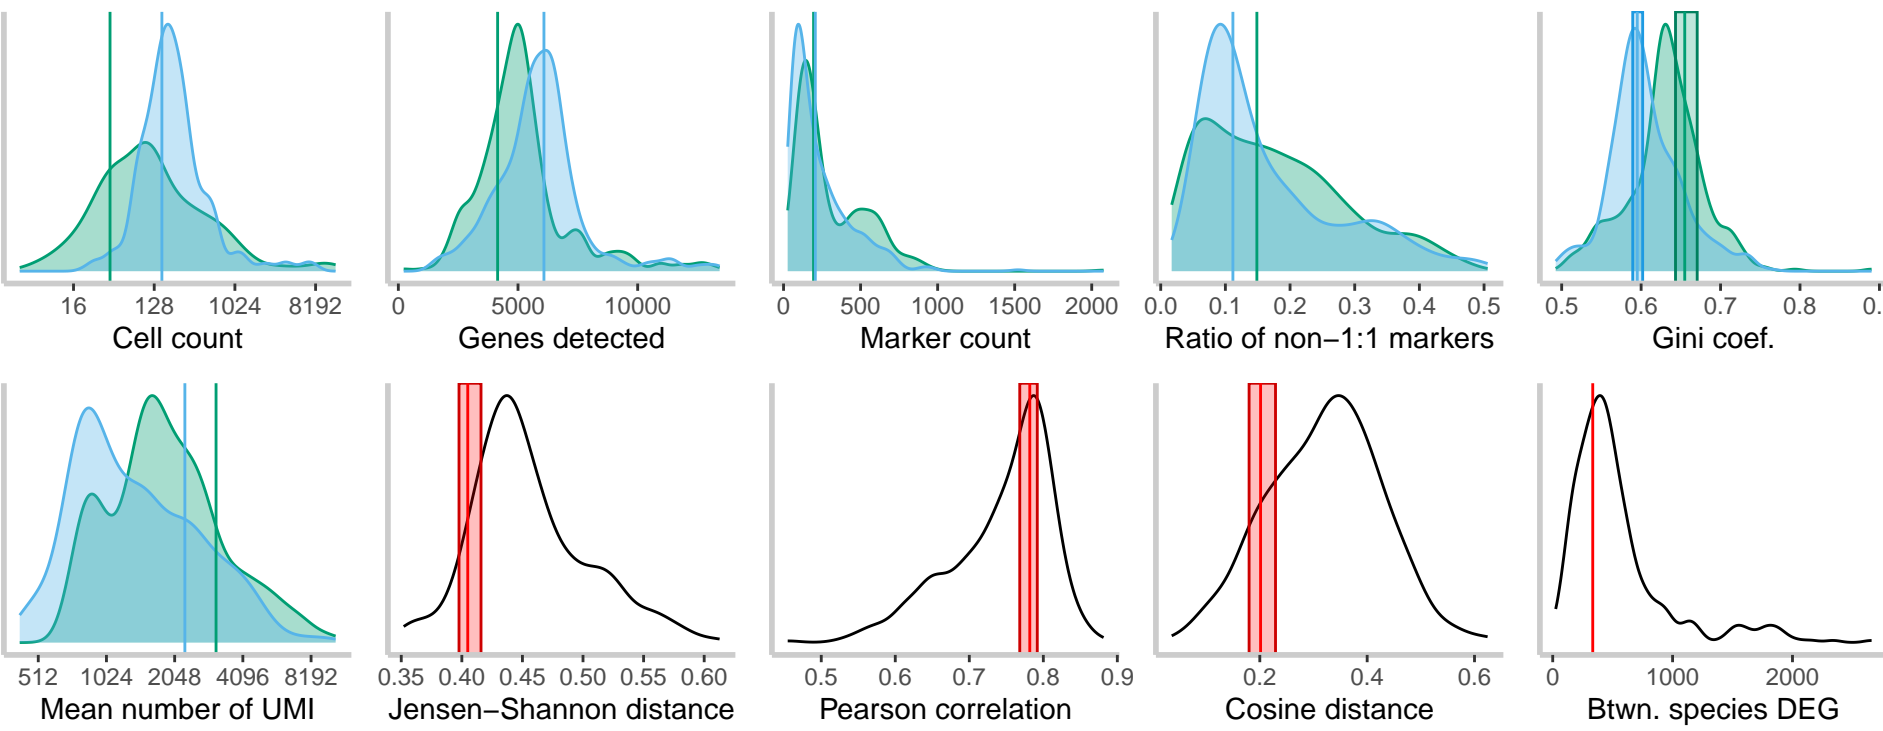 16 128 1024 8192
Cell count
0 5000 10000
Genes detected
0 500 1000 1500 2000
Marker count
0.0 0.1 0.2 0.3 0.4 0.5
Ratio of non−1:1 markers
0.5 0.6 0.7 0.8 0.
Gini coef.
512 1024 2048 4096 8192
Mean number of UMI
0.35 0.40 0.45 0.50 0.55 0.60
Jensen−Shannon distance
0.5 0.6 0.7 0.8 0.9
Pearson correlation
0.2 0.4 0.6
Cosine distance
0 1000 2000
Btwn. species DEG